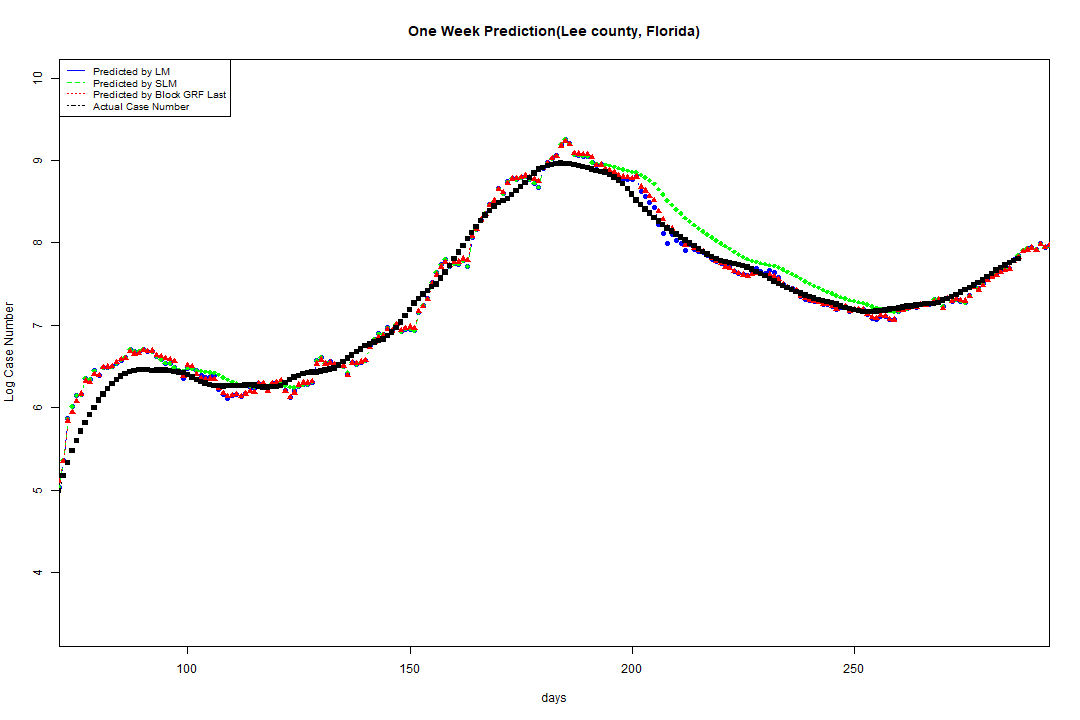 One Week Prediction(Lee county, Florida)
Predicted by LM
Predicted by SLM
Predicted by Block GRF Last
Actual Case Number
10
9
8
7
6
5
4
Log Case Number
100 150 200 250
days